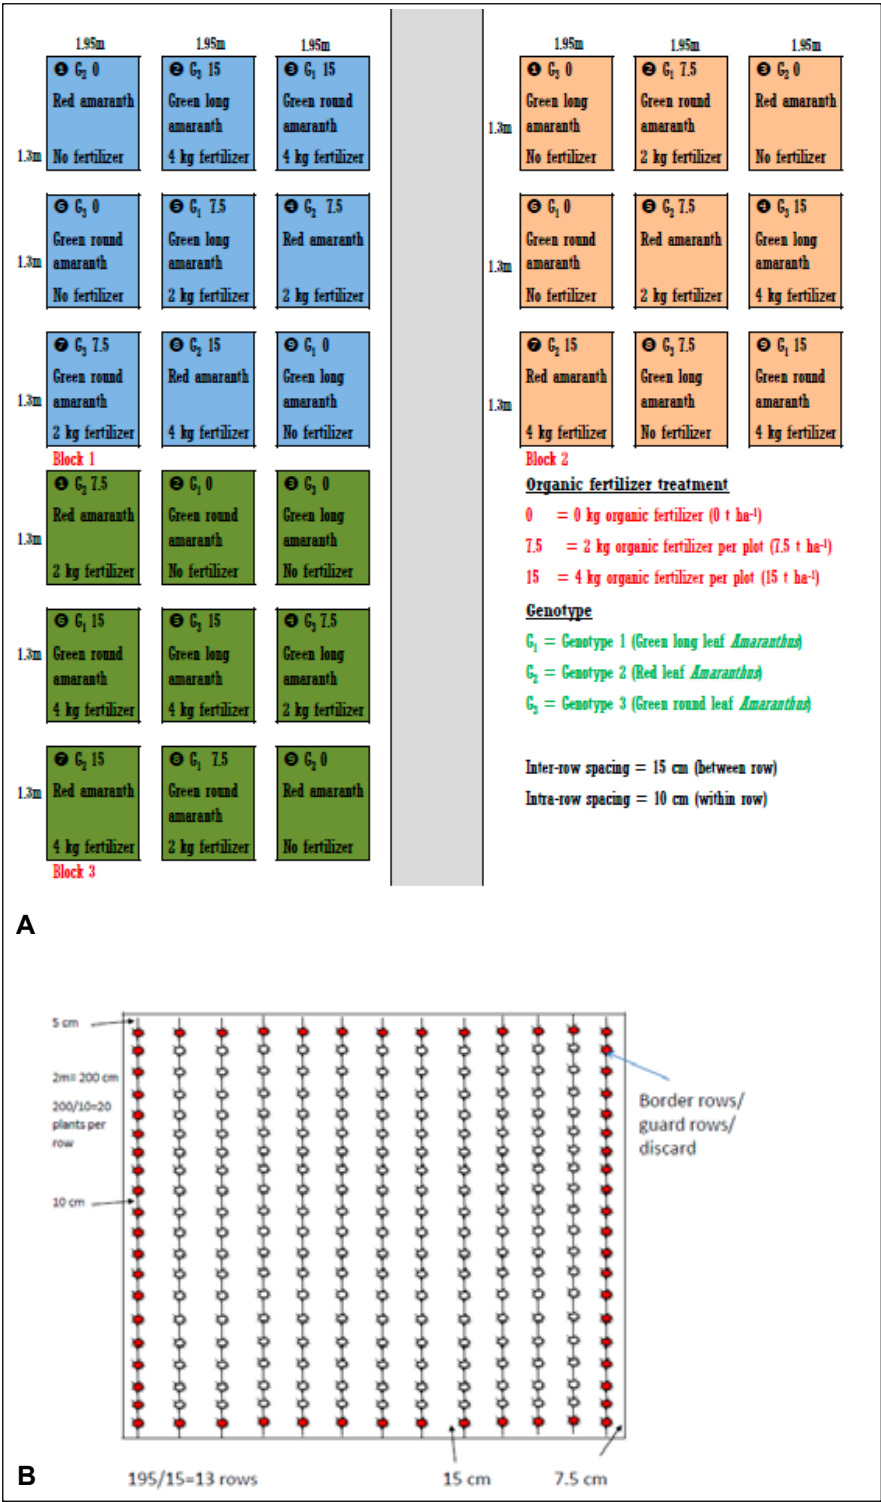 1.95m 1.95m 1.95m
❶ G₂ 0
Red amaranth
No fertilizer
❷ G₃ 15
Green long
amaranth
4 kg fertilizer
❸ G₁ 15
Green round
amaranth
4 kg fertilizer
1.3m
❻ G₃ 0
Green round
amaranth
No fertilizer
❺ G₁ 7.5
Green long
amaranth
2 kg fertilizer
❹ G₂ 7.5
Red amaranth
2 kg fertilizer
1.3m
❼ G₃ 7.5
Green round
amaranth
2 kg fertilizer
❽ G₂ 15
Red amaranth
4 kg fertilizer
❾ G₁ 0
Green long
amaranth
No fertilizer
1.3m
Block 1
1.95m 1.95m 1.95m
❶ G₃ 0
Green long
amaranth
No fertilizer
❷ G₁ 7.5
Green round
amaranth
2 kg fertilizer
❸ G₂ 0
Red amaranth
No fertilizer
1.3m
❻ G₁ 0
Green round
amaranth
No fertilizer
❺ G₂ 7.5
Red amaranth
2 kg fertilizer
❹ G₃ 15
Green long
amaranth
4 kg fertilizer
1.3m
❼ G₂ 15
Red amaranth
4 kg fertilizer
❽ G₃ 7.5
Green long
amaranth
No fertilizer
❾ G₁ 15
Green round
amaranth
4 kg fertilizer
1.3m
Block 2
❶ G₂ 7.5
Red amaranth
2 kg fertilizer
❷ G₁ 0
Green round
amaranth
No fertilizer
❸ G₃ 0
Green long
amaranth
No fertilizer
1.3m
❻ G₁ 15
Green round
amaranth
4 kg fertilizer
❺ G₃ 15
Green long
amaranth
4 kg fertilizer
❹ G₃ 7.5
Green long
amaranth
2 kg fertilizer
1.3m
❼ G₂ 15
Red amaranth
4 kg fertilizer
❽ G₁ 7.5
Green round
amaranth
2 kg fertilizer
❾ G₂ 0
Red amaranth
No fertilizer
1.3m
Block 3
Organic fertilizer treatment
0 = 0 kg organic fertilizer (0 t ha⁻¹)
7.5 = 2 kg organic fertilizer per plot (7.5 t ha⁻¹)
15 = 4 kg organic fertilizer per plot (15 t ha⁻¹)
Genotype
G₁ = Genotype 1 (Green long leaf Amaranthus)
G₂ = Genotype 2 (Red leaf Amaranthus)
G₃ = Genotype 3 (Green round leaf Amaranthus)
Inter-row spacing = 15 cm (between row)
Intra-row spacing = 10 cm (within row)
A
5 cm
2m= 200 cm
200/10=20
plants per
row
10 cm
Border rows/
guard rows/
discard
195/15=13 rows
15 cm
7.5 cm
B